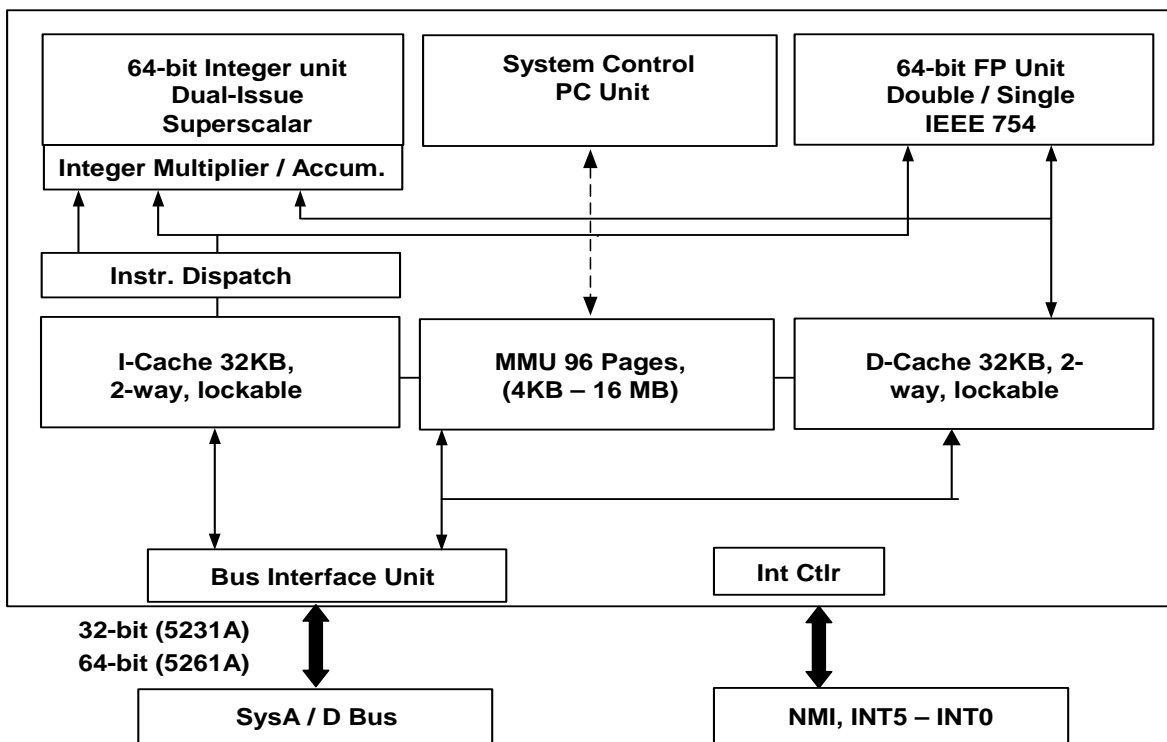 64-bit Integer unit
Dual-Issue
Superscalar
Integer Multiplier / Accum.
System Control
PC Unit
64-bit FP Unit
Double / Single
IEEE 754
Instr. Dispatch
I-Cache 32KB,
2-way, lockable
MMU 96 Pages,
(4KB – 16 MB)
D-Cache 32KB, 2-
way, lockable
Bus Interface Unit
Int Ctlr
32-bit (5231A)
64-bit (5261A)
SysA / D Bus
NMI, INT5 – INT0